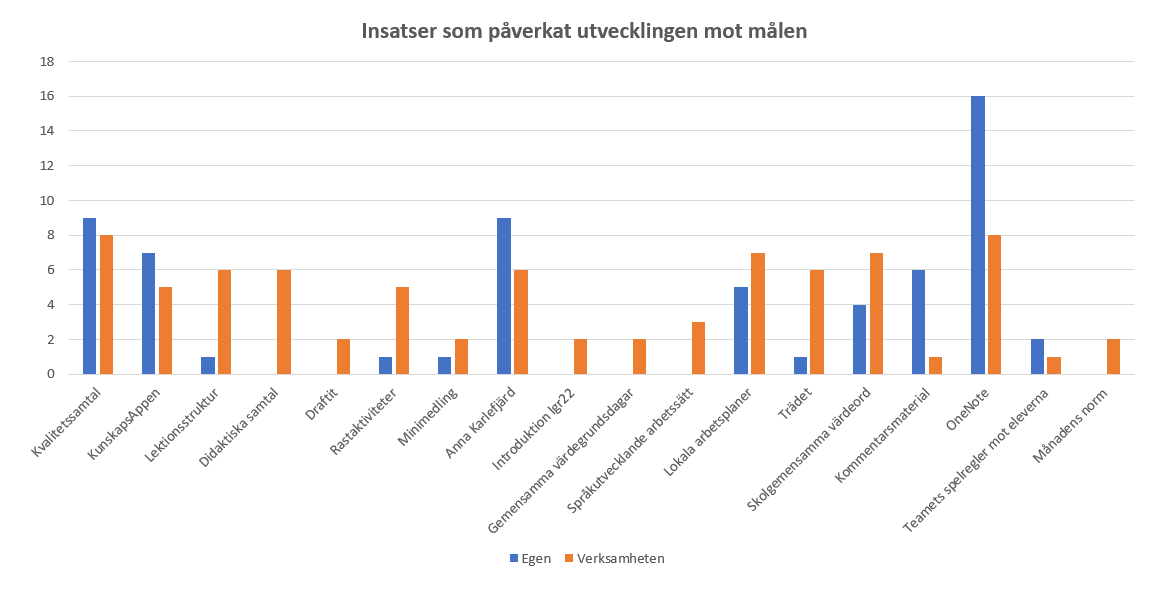 Insatser som påverkat utvecklingen mot målen
18
16
14
12
10
8
6
4
2
0
Kvalitetssamtal
KunskapsAppen
Lektionsstruktur
Didaktiska samtal
Draftit
Rastaktiviteter
Minimedling
Anna Karlefjärd
Introduktion lgr22
Gemensamma värdegrundsdagar
Språkutvecklande arbetssätt
Lokala arbetsplaner
Trädet
Skolgemensamma värdeord
Kommentarsmaterial
OneNote
Teamets spelregler mot eleverna
Månadens norm
Egen
Verksamheten